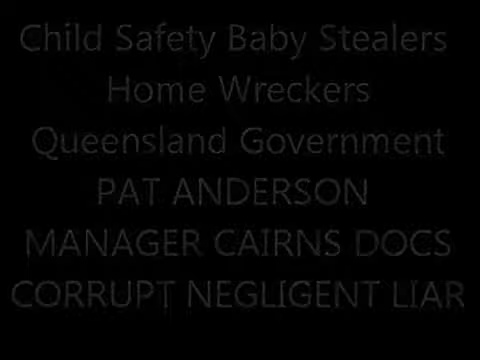 Child Safety Baby Stealers
Home Wreckers
Queensland Government
PAT ANDERSON
MANAGER CAIRNS DOCS
CORRUPT NEGLIGENT LIAR